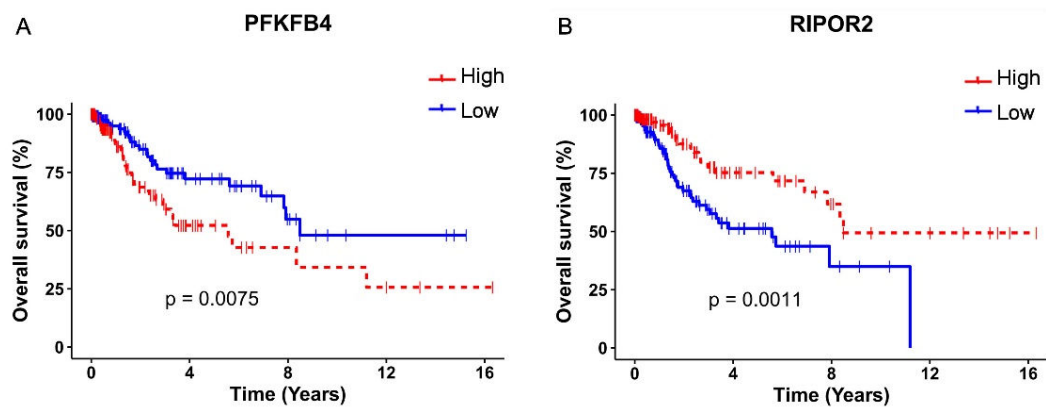 A
PFKFB4
High
Low
Overall survival (%)
100
75
50
25
0
p = 0.0075
0 4 8 12 16
Time (Years)
B
RIPOR2
High
Low
Overall survival (%)
100
75
50
25
0
p = 0.0011
0 4 8 12 16
Time (Years)